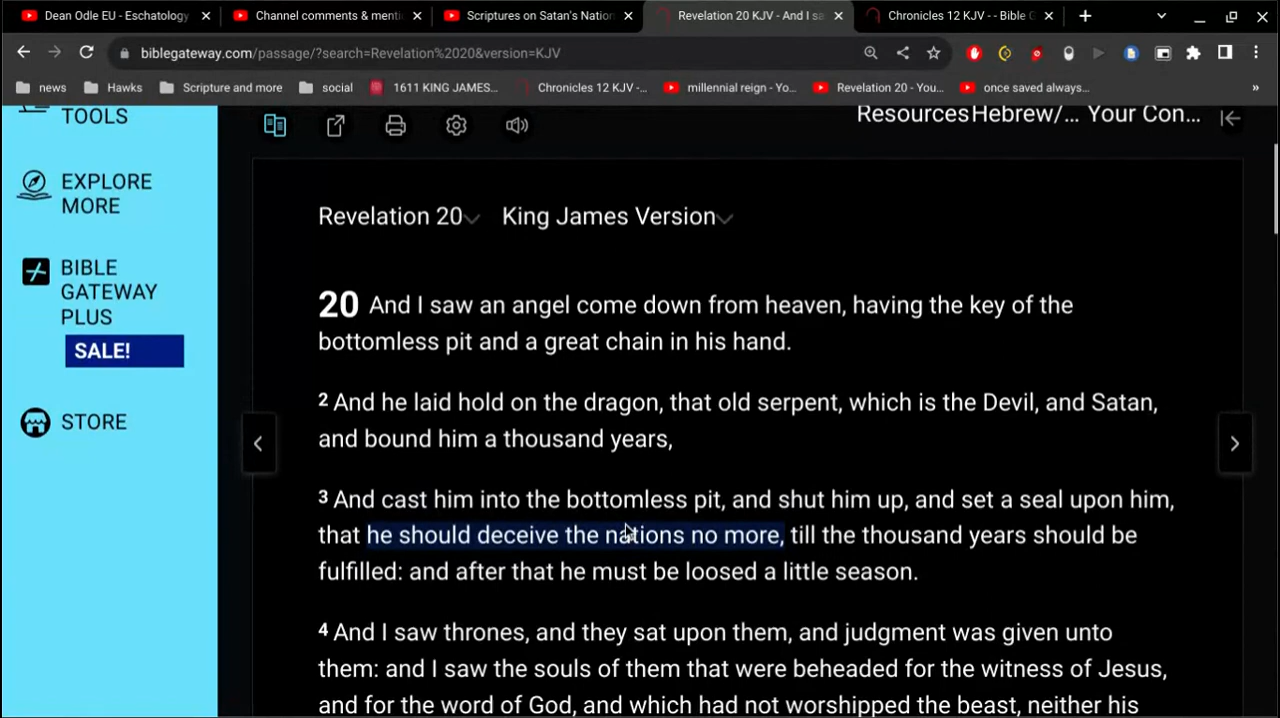 Dean Odle EU - Eschatology
Channel comments & menti
Scriptures on Satan's Nation
Revelation 20 KJV - And I sa
Chronicles 12 KJV - - Bible G
biblegateway.com/passage/?search=Revelation%2020&version=KJV
news
Hawks
Scripture and more
social
1611 KING JAMES...
Chronicles 12 KJV -...
millennial reign - Yo...
Revelation 20 - You...
once saved always...
»
TOOLS
ResourcesHebrew/... Your Con...
EXPLORE
MORE
BIBLE
GATEWAY
PLUS
SALE!
STORE
Revelation 20 King James Version
20 And I saw an angel come down from heaven, having the key of the
bottomless pit and a great chain in his hand.
2 And he laid hold on the dragon, that old serpent, which is the Devil, and Satan,
and bound him a thousand years,
3 And cast him into the bottomless pit, and shut him up, and set a seal upon him,
that he should deceive the nations no more, till the thousand years should be
fulfilled: and after that he must be loosed a little season.
4 And I saw thrones, and they sat upon them, and judgment was given unto
them: and I saw the souls of them that were beheaded for the witness of Jesus,
and for the word of God, and which had not worshipped the beast, neither his